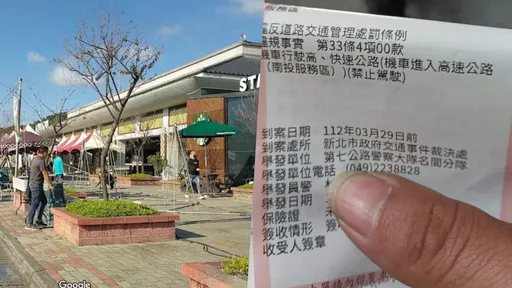 STA
Google
反道路交通管理處罰條例
規事實 第33條4項00款
機車行駛高、快速公路(機車進入高速公路
(南投服務區))(禁止駕駛)
到案日期 112年03月29日前
到案處所 新北市政府交通事件裁決處
舉發單位 第七公路警察大隊名間分隊
舉發單位電話 (049)2238828
舉發員警
舉發日期
保險證
簽收情形
收受人簽章